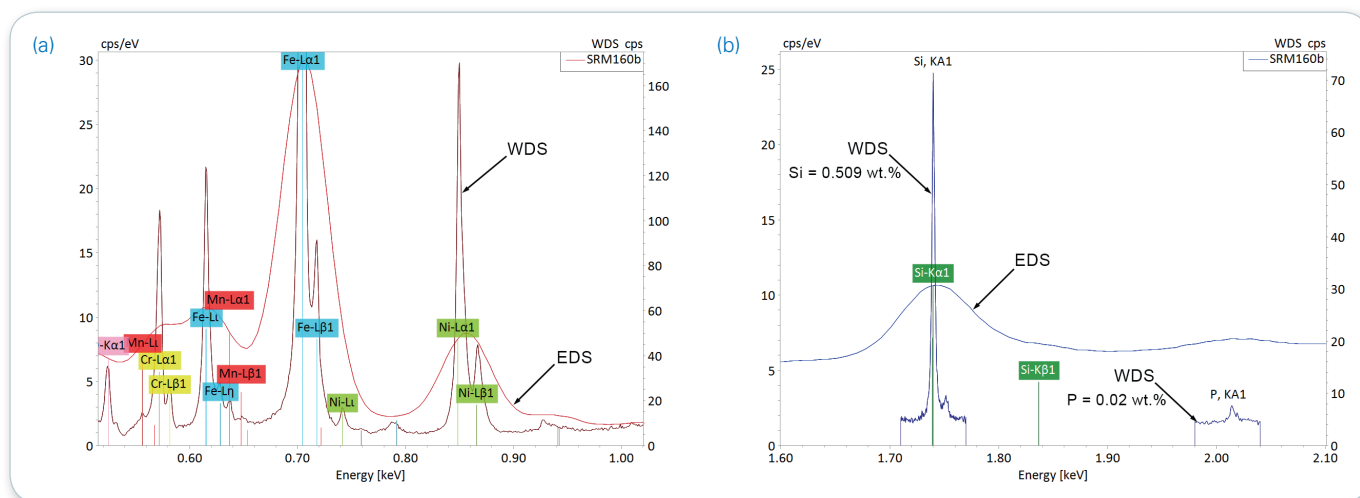 (a)
cps/eV
WDS cps
SRM160b
30
25
20
15
10
5
0
160
140
120
100
80
60
40
20
0
Fe-Lα1
WDS
Mn-Lα1
Fe-Lι
-Kα1
Mn-Lι
Cr-Lα1
Cr-Lβ1
Fe-Lη
Mn-Lβ1
Fe-Lβ1
Ni-Lα1
Ni-Lι
Ni-Lβ1
EDS
0.60
0.70
0.80
0.90
1.00
Energy [keV]
(b)
cps/eV
WDS cps
SRM160b
25
20
15
10
5
0
70
60
50
40
30
20
10
0
Si, KA1
WDS
Si = 0.509 wt.%
Si-Kα1
EDS
Si-Kβ1
WDS
P = 0.02 wt.%
P, KA1
1.60
1.70
1.80
1.90
2.00
2.10
Energy [keV]